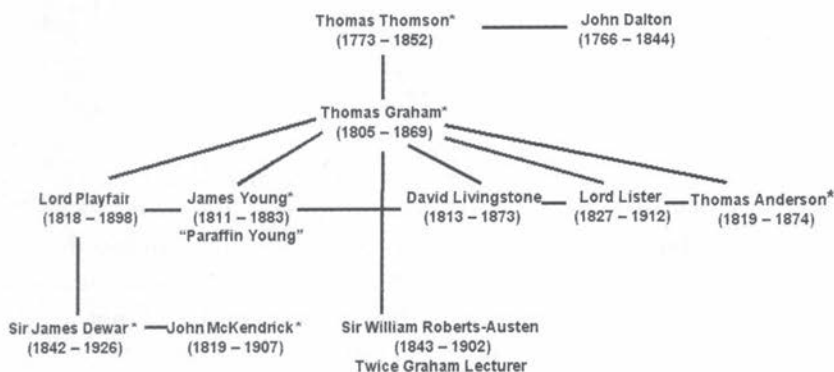 Thomas Thomson*
(1773 – 1852)
John Dalton
(1766 – 1844)
Thomas Graham*
(1805 – 1869)
Lord Playfair
(1818 – 1898)
James Young*
(1811 – 1883)
"Paraffin Young"
David Livingstone
(1813 – 1873)
Lord Lister
(1827 – 1912)
Thomas Anderson*
(1819 – 1874)
Sir James Dewar*
(1842 – 1926)
John McKendrick*
(1819 – 1907)
Sir William Roberts-Austen
(1843 – 1902)
Twice Graham Lecturer